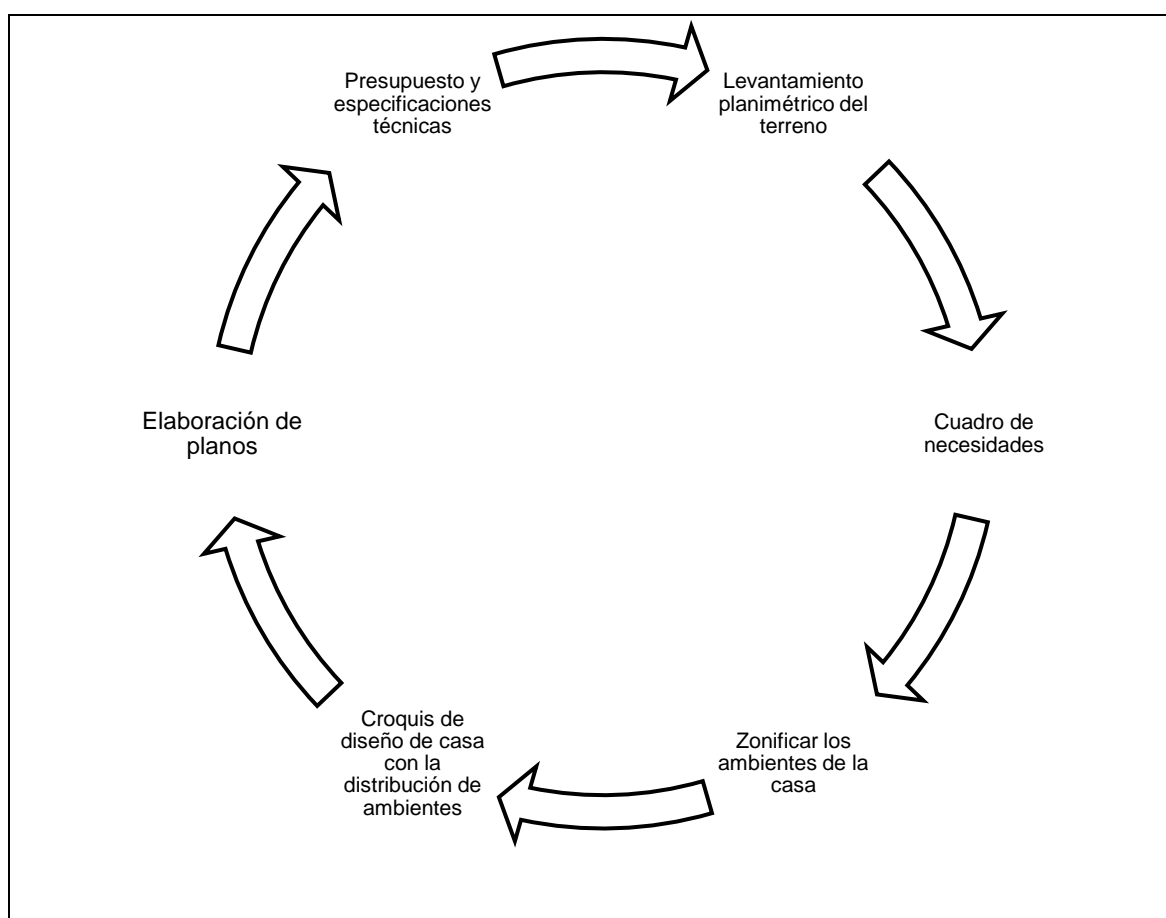 Presupuesto y
especificaciones
técnicas
Levantamiento
planimétrico del
terreno
Cuadro de
necesidades
Zonificar los
ambientes de la
casa
Croquis de
diseño de casa
con la
distribución de
ambientes
Elaboración de
planos